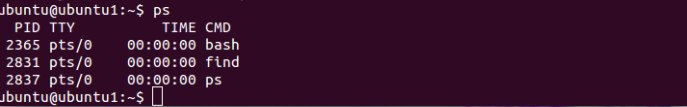 ubuntu@ubuntu1:~$ ps
  PID TTY          TIME CMD
 2365 pts/0    00:00:00 bash
 2831 pts/0    00:00:00 find
 2837 pts/0    00:00:00 ps
ubuntu@ubuntu1:~$